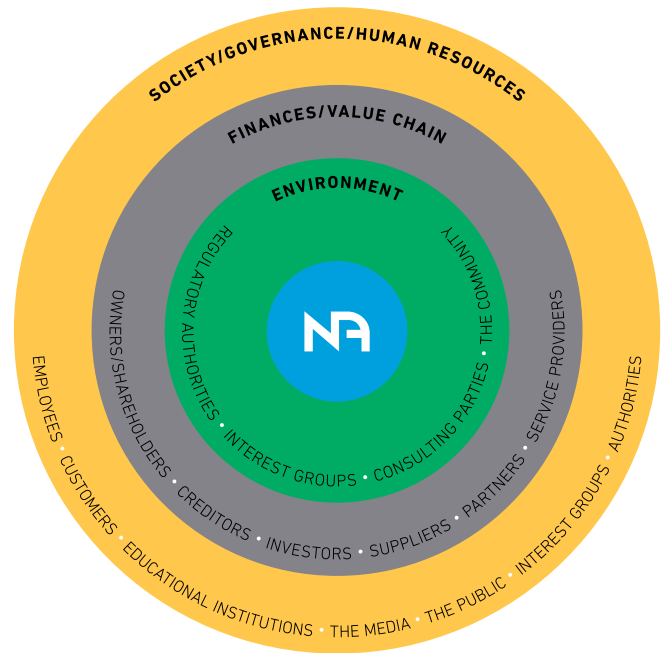 SOCIETY/GOVERNANCE/HUMAN RESOURCES
FINANCES/VALUE CHAIN
ENVIRONMENT
REGULATORY AUTHORITIES • INTEREST GROUPS • CONSULTING PARTIES • THE COMMUNITY
NA
OWNERS/SHAREHOLDERS • CREDITORS • INVESTORS • SUPPLIERS • PARTNERS • SERVICE PROVIDERS
EMPLOYEES • CUSTOMERS • EDUCATIONAL INSTITUTIONS • THE MEDIA • THE PUBLIC • INTEREST GROUPS • AUTHORITIES